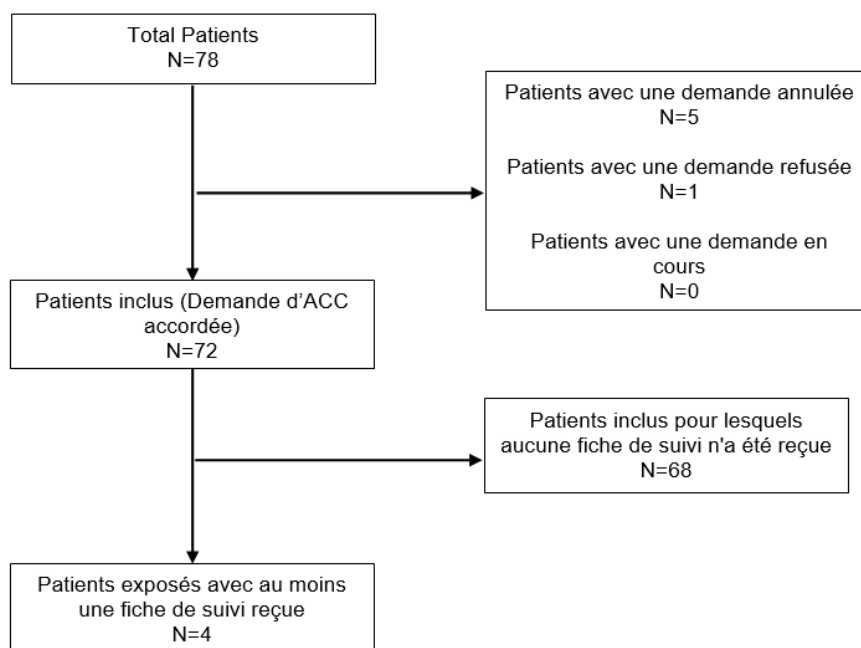 Total Patients
N=78
Patients avec une demande annulée
N=5
Patients avec une demande refusée
N=1
Patients avec une demande en
cours
N=0
Patients inclus (Demande d'ACC
accordée)
N=72
Patients inclus pour lesquels
aucune fiche de suivi n'a été reçue
N=68
Patients exposés avec au moins
une fiche de suivi reçue
N=4